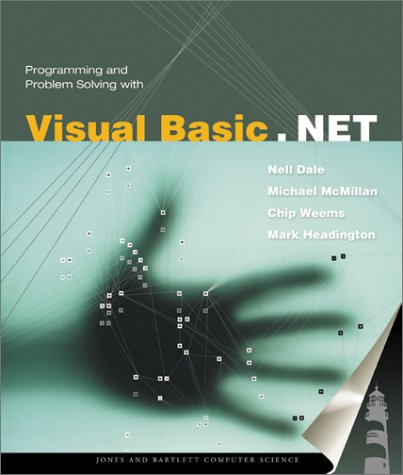 Programming and
Problem Solving with
Visual Basic .NET
Nell Dale
Michael McMillan
Chip Weems
Mark Headington
JONES AND BARTLETT COMPUTER SCIENCE